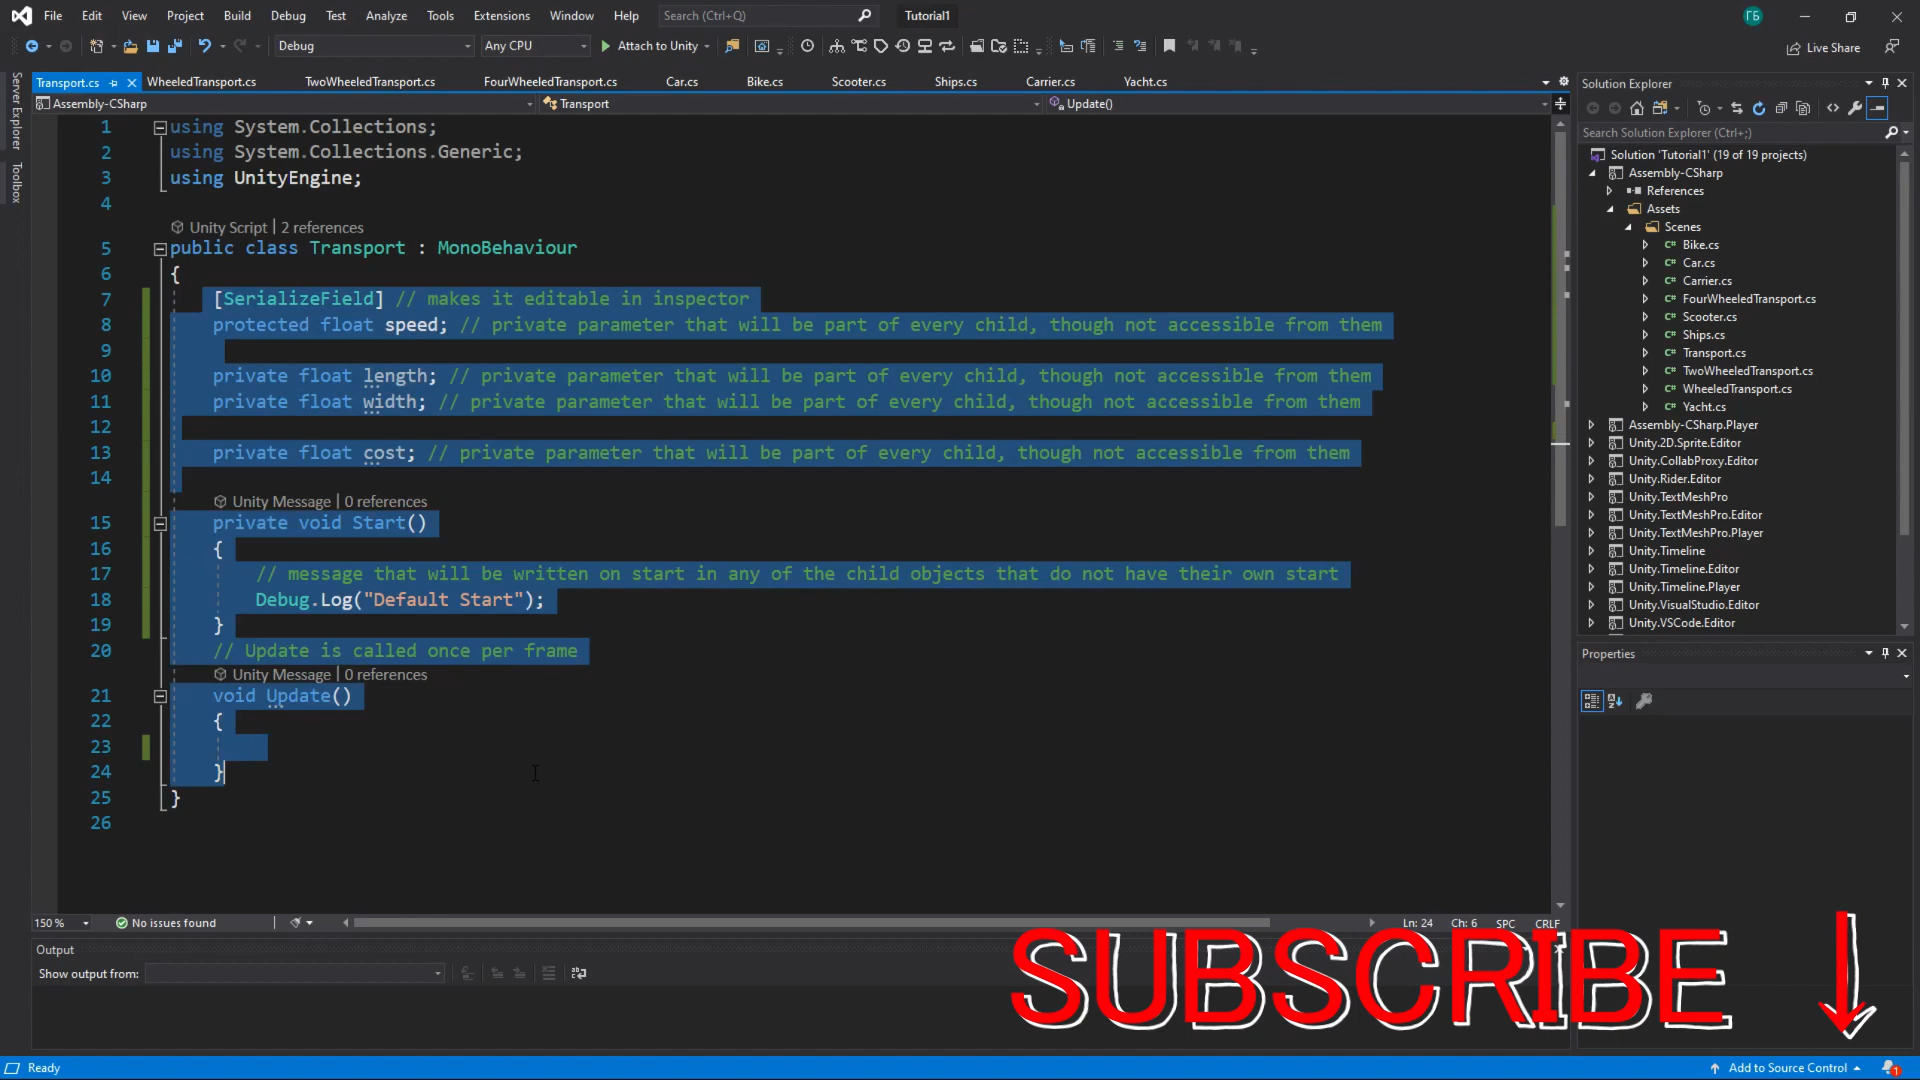 File Edit View Project Build Debug Test Analyze Tools Extensions Window Help Search (Ctrl+Q) Tutorial1 ГБ
Debug Any CPU Attach to Unity Live Share
Server Explorer
Toolbox
Transport.cs WheeledTransport.cs TwoWheeledTransport.cs FourWheeledTransport.cs Car.cs Bike.cs Scooter.cs Ships.cs Carrier.cs Yacht.cs
Assembly-CSharp Transport Update()
1 using System.Collections;
2 using System.Collections.Generic;
3 using UnityEngine;
4
Unity Script | 2 references
5 public class Transport : MonoBehaviour
6 {
7 [SerializeField] // makes it editable in inspector
8 protected float speed; // private parameter that will be part of every child, though not accessible from them
9
10 private float length; // private parameter that will be part of every child, though not accessible from them
11 private float width; // private parameter that will be part of every child, though not accessible from them
12
13 private float cost; // private parameter that will be part of every child, though not accessible from them
14
Unity Message | 0 references
15 private void Start()
16 {
17 // message that will be written on start in any of the child objects that do not have their own start
18 Debug.Log("Default Start");
19 }
20 // Update is called once per frame
Unity Message | 0 references
21 void Update()
22 {
23
24 }
25 }
26
150 % No issues found Ln: 24 Ch: 6 SPC CRLF
Output
Show output from:
Solution Explorer
Search Solution Explorer (Ctrl+;)
Solution 'Tutorial1' (19 of 19 projects)
Assembly-CSharp
References
Assets
Scenes
C# Bike.cs
C# Car.cs
C# Carrier.cs
C# FourWheeledTransport.cs
C# Scooter.cs
C# Ships.cs
C# Transport.cs
C# TwoWheeledTransport.cs
C# WheeledTransport.cs
C# Yacht.cs
Assembly-CSharp.Player
Unity.2D.Sprite.Editor
Unity.CollabProxy.Editor
Unity.Rider.Editor
Unity.TextMeshPro
Unity.TextMeshPro.Editor
Unity.TextMeshPro.Player
Unity.Timeline
Unity.Timeline.Editor
Unity.Timeline.Player
Unity.VisualStudio.Editor
Unity.VSCode.Editor
Properties
SUBSCRIBE
Ready Add to Source Control 1